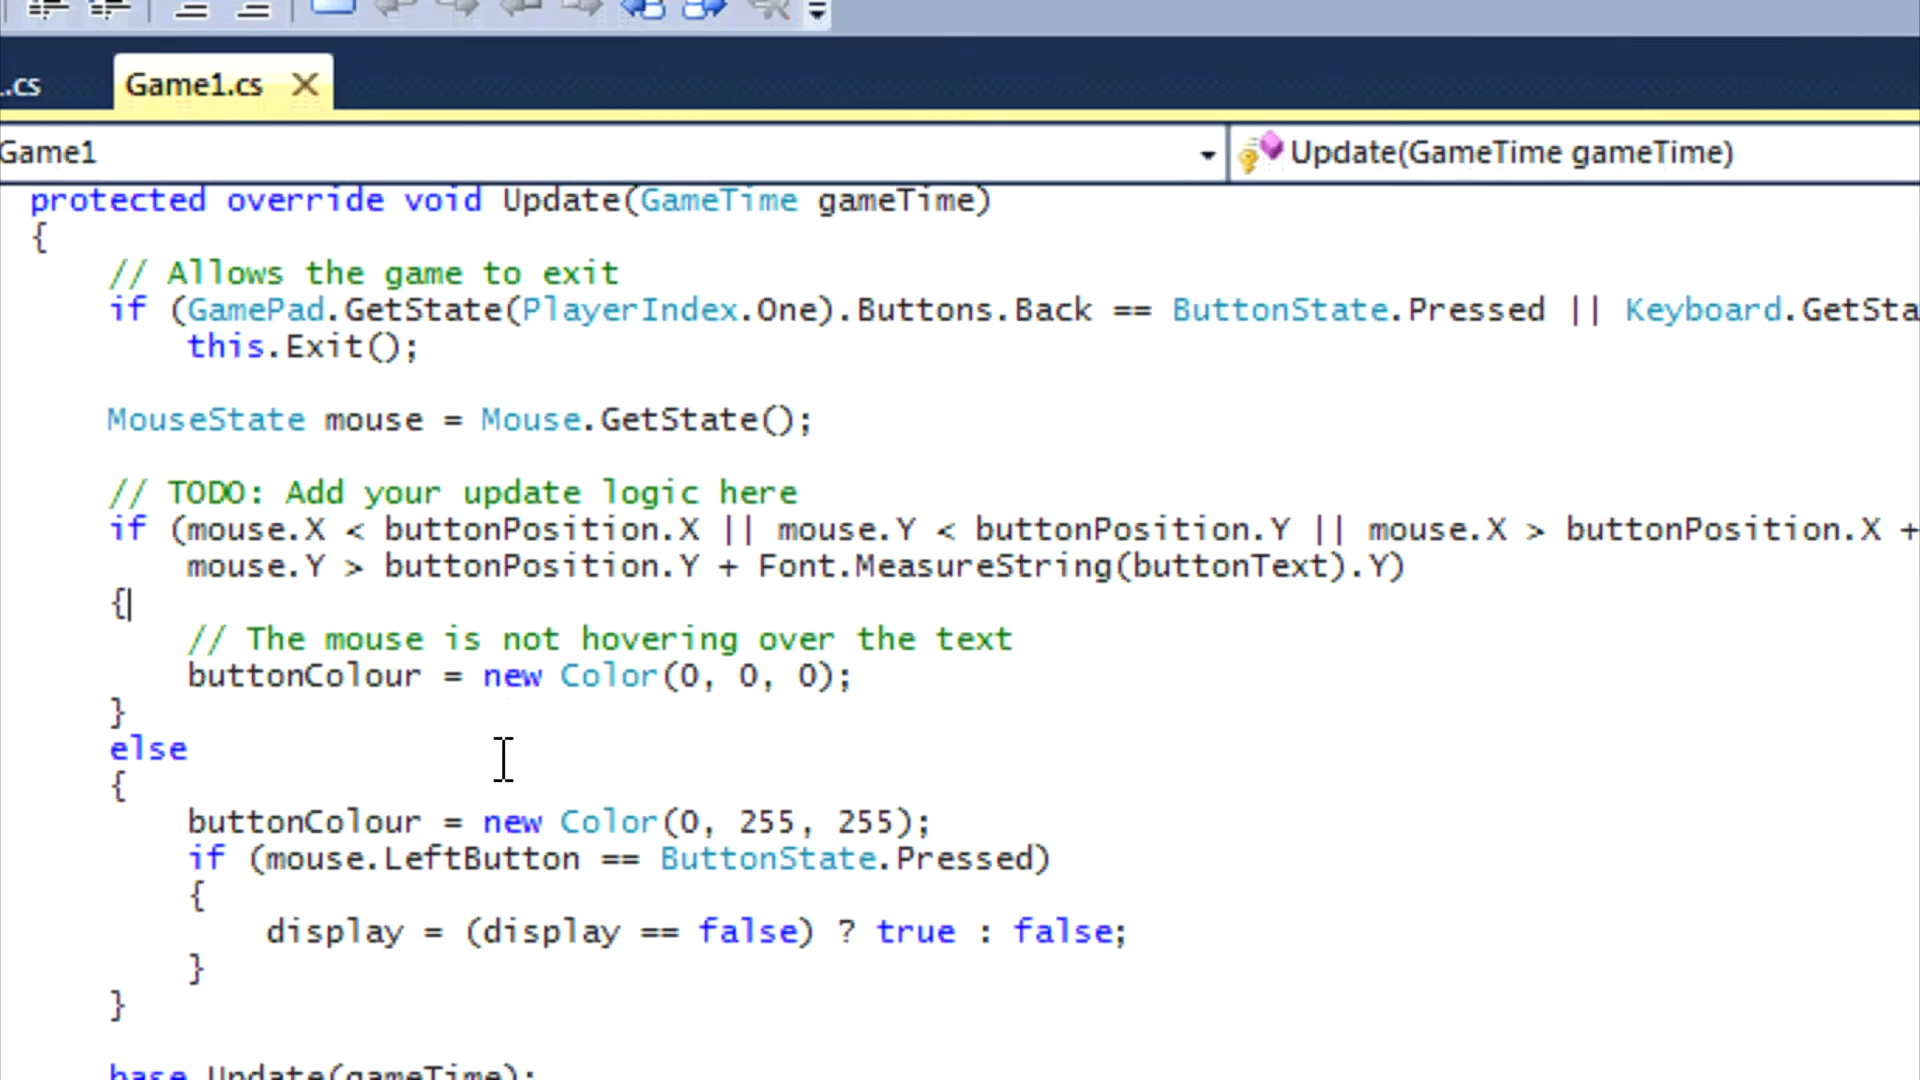 .cs
Game1.cs
Game1
Update(GameTime gameTime)
protected override void Update(GameTime gameTime)
{
// Allows the game to exit
if (GamePad.GetState(PlayerIndex.One).Buttons.Back == ButtonState.Pressed || Keyboard.GetSta
this.Exit();
MouseState mouse = Mouse.GetState();
// TODO: Add your update logic here
if (mouse.X < buttonPosition.X || mouse.Y < buttonPosition.Y || mouse.X > buttonPosition.X +
mouse.Y > buttonPosition.Y + Font.MeasureString(buttonText).Y)
{
// The mouse is not hovering over the text
buttonColour = new Color(0, 0, 0);
}
else
{
buttonColour = new Color(0, 255, 255);
if (mouse.LeftButton == ButtonState.Pressed)
{
display = (display == false) ? true : false;
}
}
base.Update(gameTime);